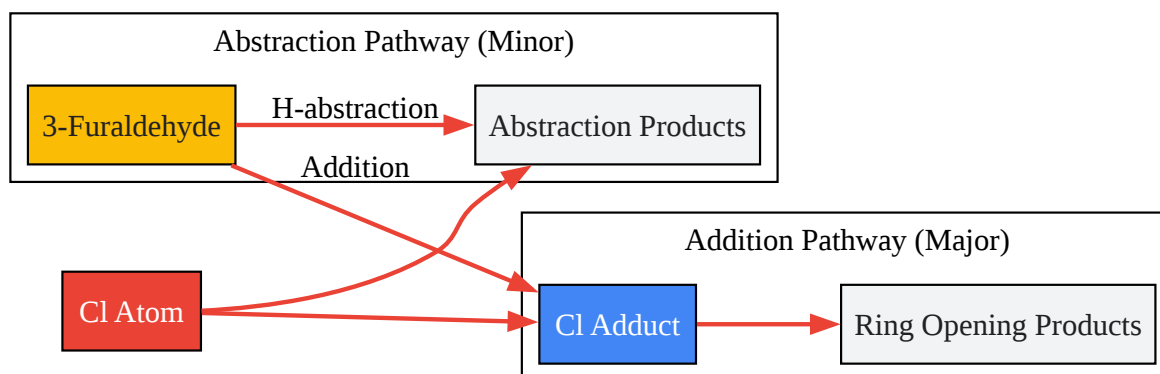 Abstraction Pathway (Minor)
3-Furaldehyde
H-abstraction
Abstraction Products
Addition
Addition Pathway (Major)
Cl Atom
Cl Adduct
Ring Opening Products